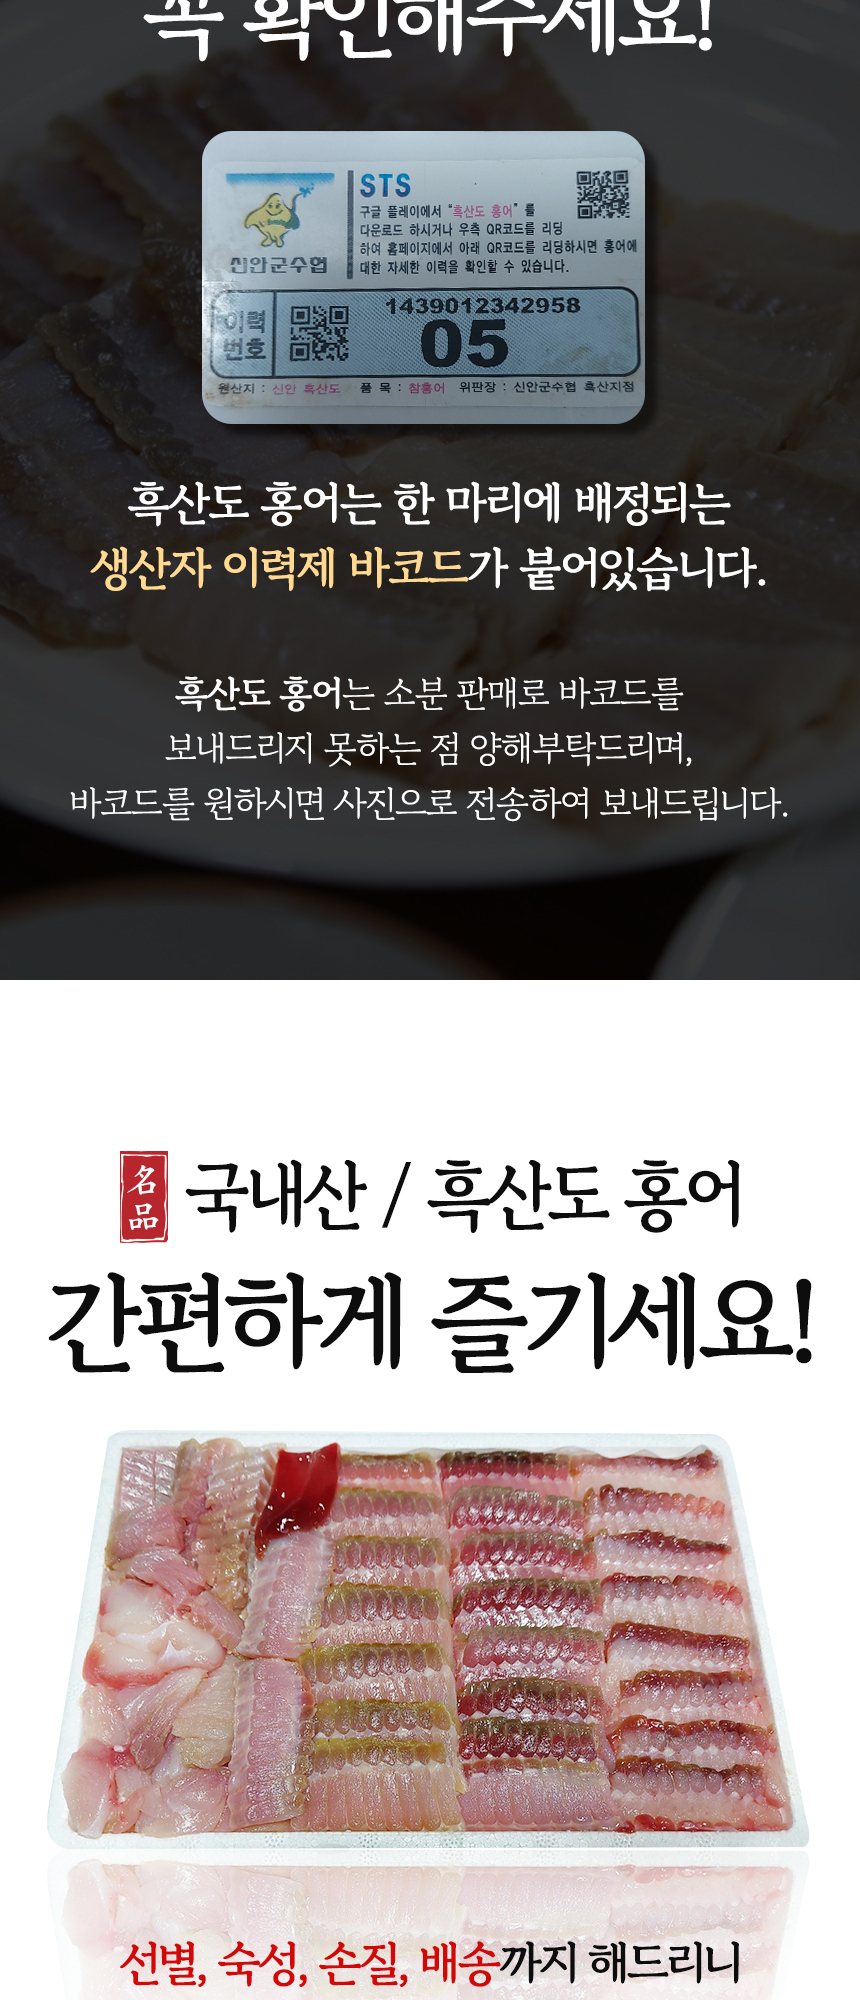 꼭 확인해주세요!
신안군수협
STS
구글 플레이에서 "흑산도 홍어" 를
다운로드 하시거나 우측 QR코드를 리딩
하여 홈페이지에서 아래 QR코드를 리딩하시면 홍어에
대한 자세한 이력을 확인할 수 있습니다.
이력
번호
1439012342958
05
원산지 : 신안 흑산도 품 목 : 참홍어 위판장 : 신안군수협 흑산지점
흑산도 홍어는 한 마리에 배정되는
생산자 이력제 바코드가 붙어있습니다.
흑산도 홍어는 소분 판매로 바코드를
보내드리지 못하는 점 양해부탁드리며,
바코드를 원하시면 사진으로 전송하여 보내드립니다.
名品 국내산 / 흑산도 홍어
간편하게 즐기세요!
선별, 숙성, 손질, 배송까지 해드리니